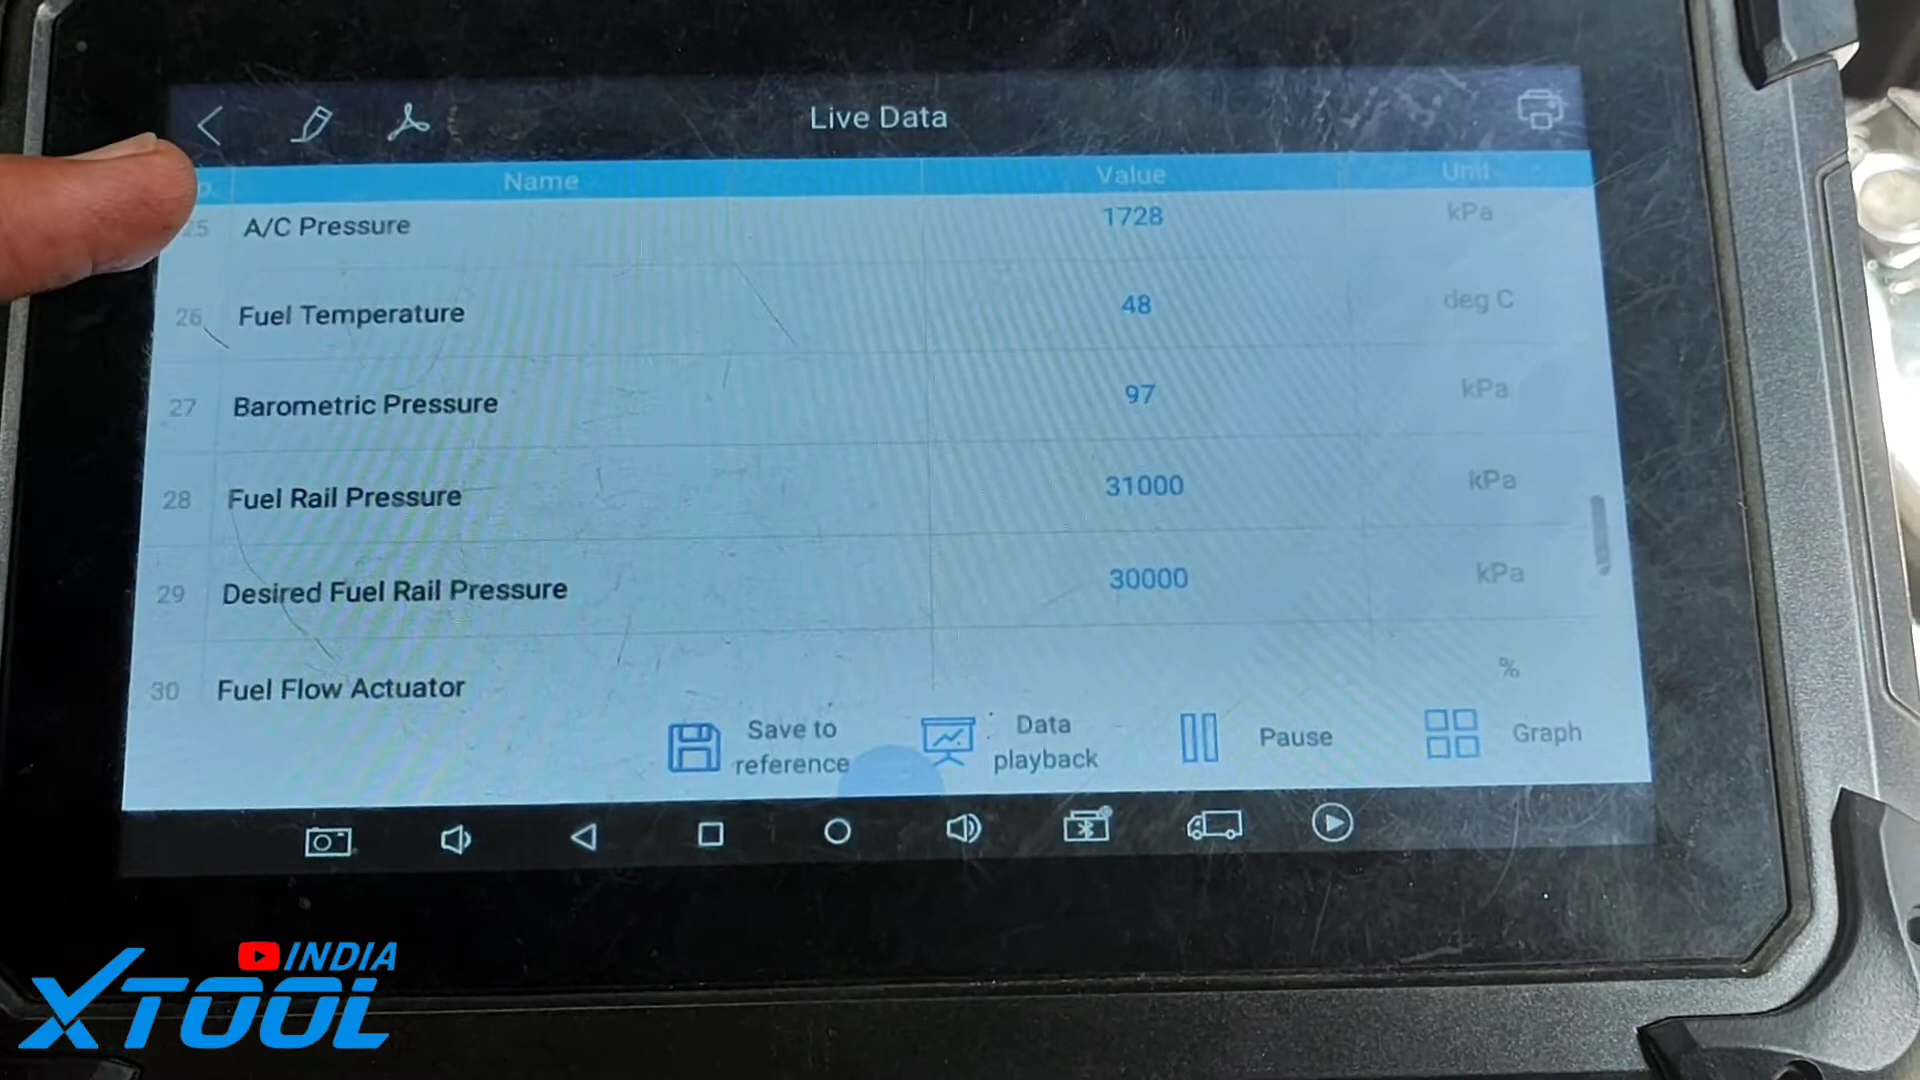 Live Data
Name Value Unit
25 A/C Pressure 1728 kPa
26 Fuel Temperature 48 deg C
27 Barometric Pressure 97 kPa
28 Fuel Rail Pressure 31000 kPa
29 Desired Fuel Rail Pressure 30000 kPa
30 Fuel Flow Actuator %
Save to
reference
Data
playback
Pause
Graph
INDIA
XTOOL